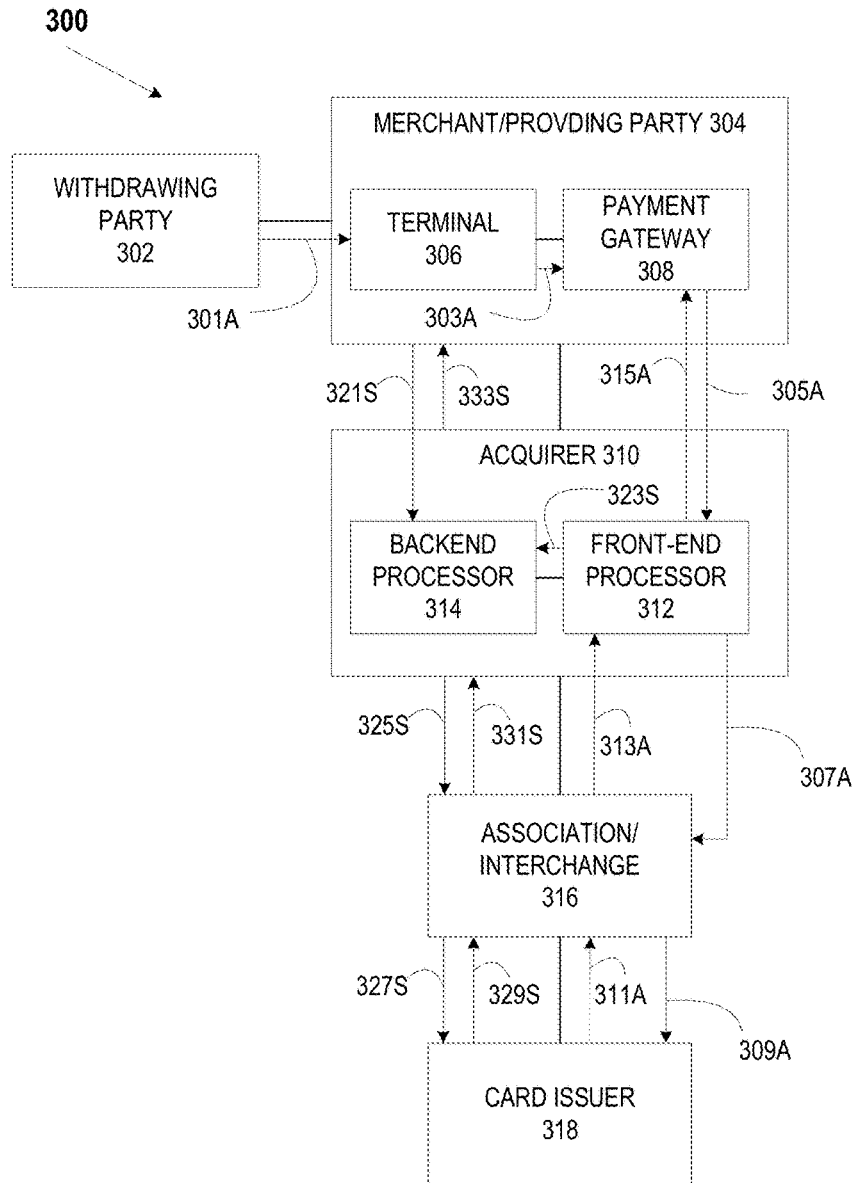 300
MERCHANT/PROVDING PARTY 304
WITHDRAWING
PARTY
302
TERMINAL
306
PAYMENT
GATEWAY
308
301A
303A
321S
333S
315A
305A
ACQUIRER 310
323S
BACKEND
PROCESSOR
314
FRONT-END
PROCESSOR
312
325S
331S
313A
307A
ASSOCIATION/
INTERCHANGE
316
327S
329S
311A
309A
CARD ISSUER
318